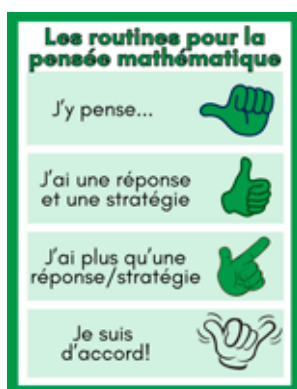 Les routines pour la
pensée mathématique
J'y pense...
J'ai une réponse
et une stratégie
J'ai plus qu'une
réponse/stratégie
Je suis
d'accord!